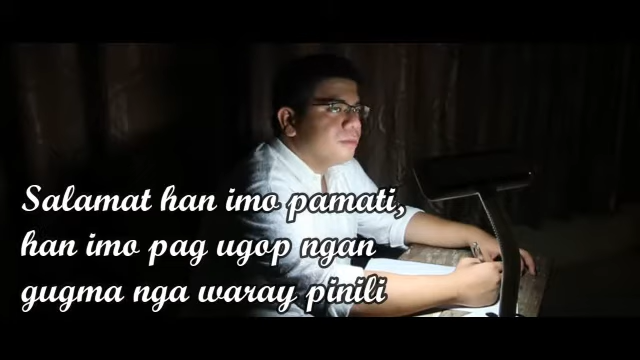 Salamat han imo pamati,
han imo pag ugop ngan
gugma nga waray pinili